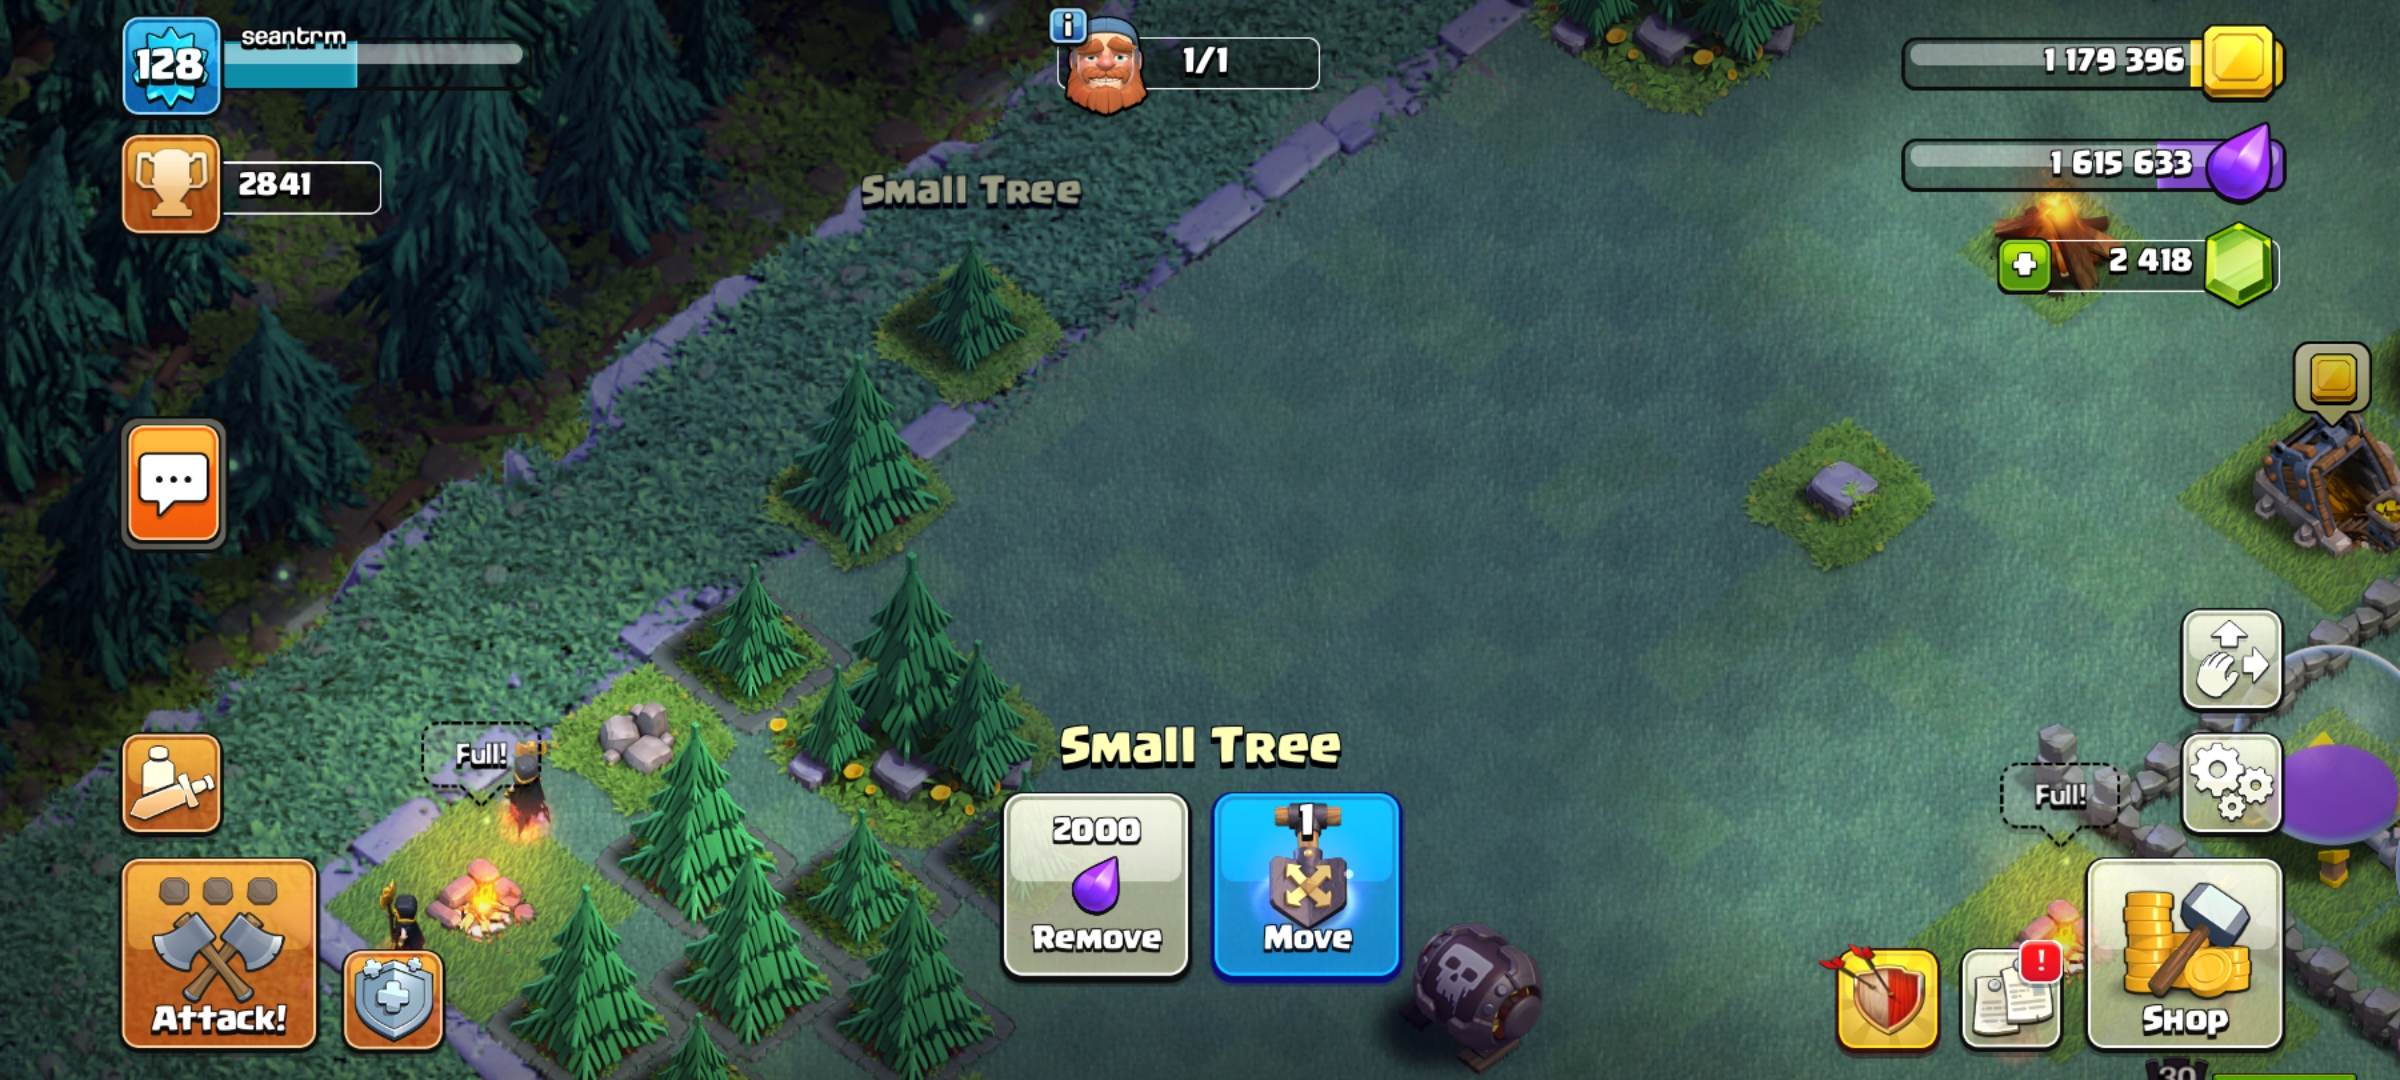 128
seantrm
1/1
1 179 396
2841
1 615 633
Small Tree
2 418
Full!
Small Tree
Full!
2000
1
Remove
Move
Attack!
!
Shop
30